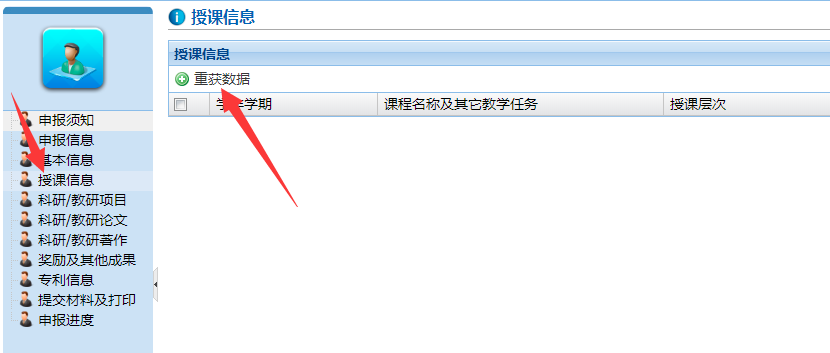 授课信息
授课信息
重获数据
学期
课程名称及其它教学任务
授课层次
申报须知
申报信息
基本信息
授课信息
科研/教研项目
科研/教研论文
科研/教研著作
奖励及其他成果
专利信息
提交材料及打印
申报进度